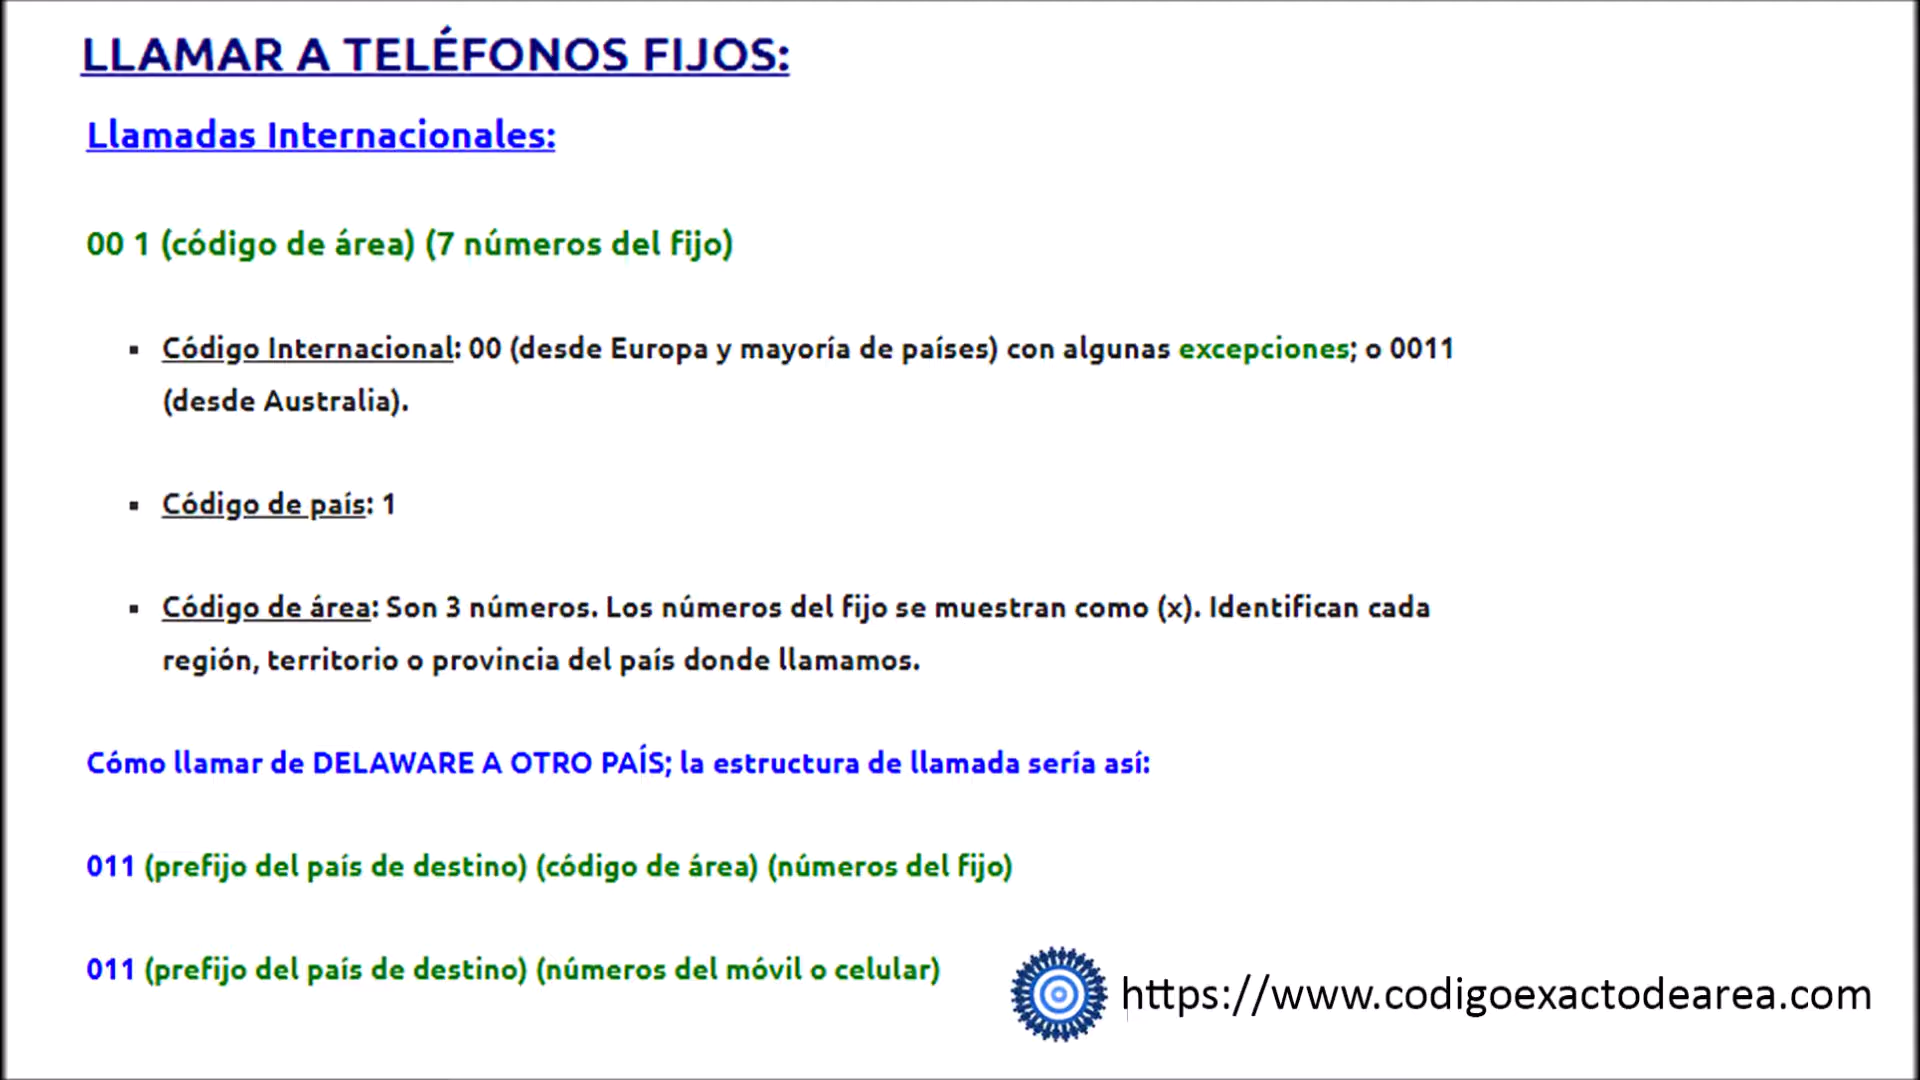 LLAMAR A TELÉFONOS FIJOS:
Llamadas Internacionales:
00 1 (código de área) (7 números del fijo)
▪ Código Internacional: 00 (desde Europa y mayoría de países) con algunas excepciones; o 0011
(desde Australia).
▪ Código de país: 1
▪ Código de área: Son 3 números. Los números del fijo se muestran como (x). Identifican cada
región, territorio o provincia del país donde llamamos.
Cómo llamar de DELAWARE A OTRO PAÍS; la estructura de llamada sería así:
011 (prefijo del país de destino) (código de área) (números del fijo)
011 (prefijo del país de destino) (números del móvil o celular)
https://www.codigoexactodearea.com